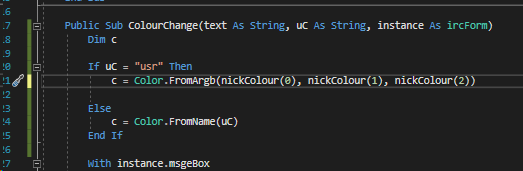 Public Sub ColourChange(text As String, uC As String, instance As ircForm)
Dim c
If uC = "usr" Then
c = Color.FromArgb(nickColour(0), nickColour(1), nickColour(2))
Else
c = Color.FromName(uC)
End If
With instance.msgeBox